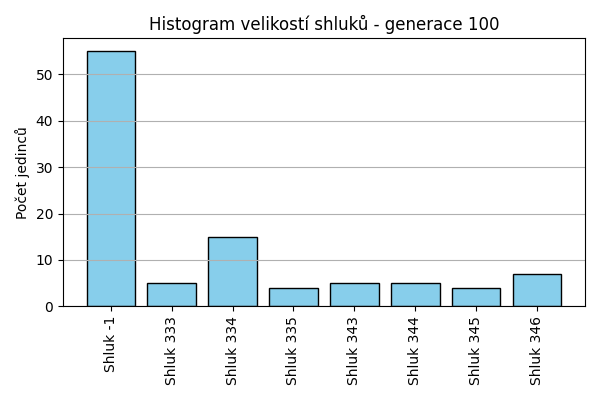 Histogram velikostí shluků - generace 100
Počet jedinců
50
40
30
20
10
0
Shluk -1
Shluk 333
Shluk 334
Shluk 335
Shluk 343
Shluk 344
Shluk 345
Shluk 346